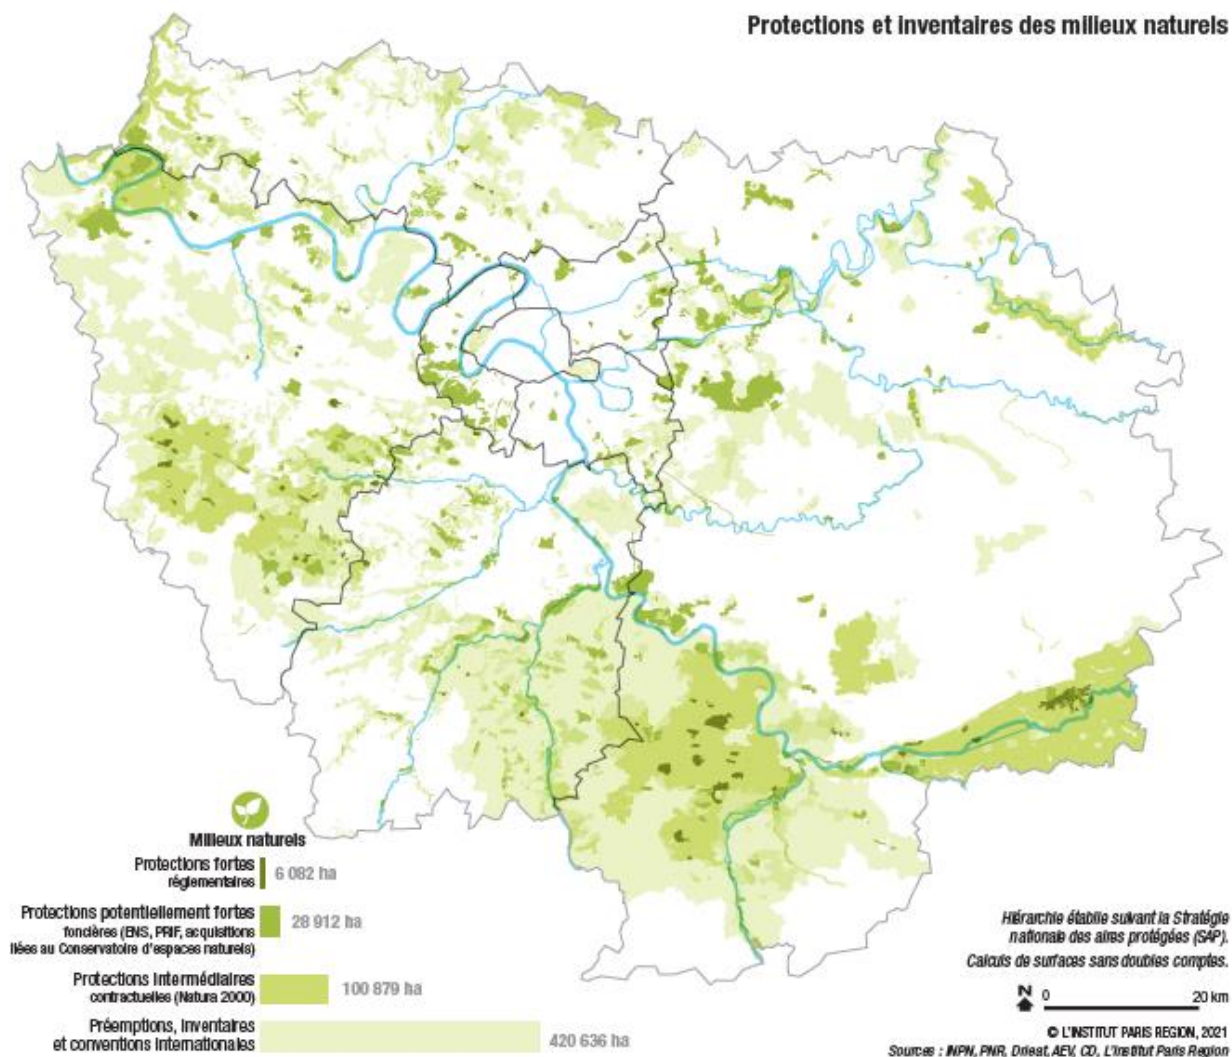 Protections et inventaires des milieux naturels
Milieux naturels
Protections fortes
réglementaires
6 082 ha
Protections potentiellement fortes
foncières (ENS, PRIF, acquisitions
liées au Conservatoire d'espaces naturels)
28 912 ha
Protections intermédiaires
contractuelles (Natura 2000)
100 879 ha
Préemptions, inventaires
et conventions internationales
420 636 ha
Hiérarchie établie suivant la Stratégie
nationale des aires protégées (SAP).
Calculs de surfaces sans doubles comptes.
N 0 20 km
© L'INSTITUT PARIS REGION, 2021
Sources : INPN, PNR, Drieat, AEV, CD, L'Institut Paris Region